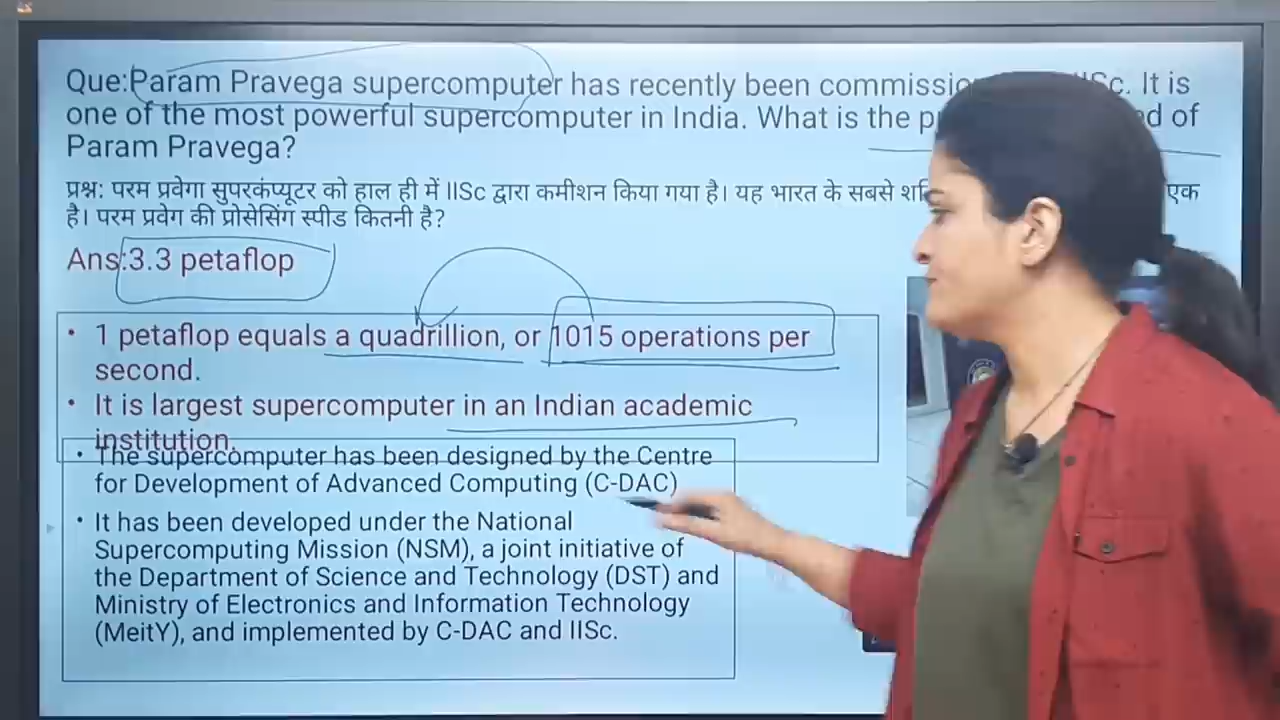 Que:Param Pravega supercomputer has recently been commissio Sc. It is
one of the most powerful supercomputer in India. What is the p d of
Param Pravega?
प्रश्न: परम प्रवेगा सुपरकंप्यूटर को हाल ही में IISc द्वारा कमीशन किया गया है। यह भारत के सबसे एक
है। परम प्रवेग की प्रोसेसिंग स्पीड कितनी है?
Ans:3.3 petaflop
• 1 petaflop equals a quadrillion, or 1015 operations per
second.
• It is largest supercomputer in an Indian academic
institution.
• The supercomputer has been designed by the Centre
for Development of Advanced Computing (C-DAC)
• It has been developed under the National
Supercomputing Mission (NSM), a joint initiative of
the Department of Science and Technology (DST) and
Ministry of Electronics and Information Technology
(MeitY), and implemented by C-DAC and IISc.